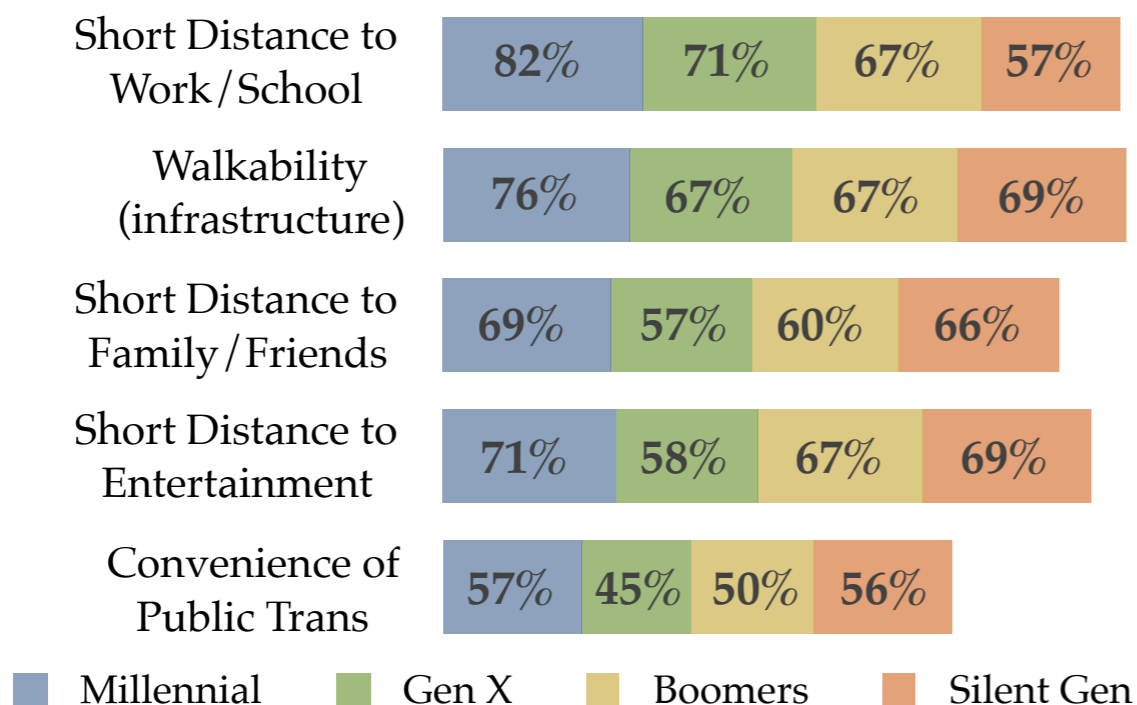 Short Distance to
Work/School
82% 71% 67% 57%
Walkability
(infrastructure)
76% 67% 67% 69%
Short Distance to
Family/Friends
69% 57% 60% 66%
Short Distance to
Entertainment
71% 58% 67% 69%
Convenience of
Public Trans
57% 45% 50% 56%
Millennial Gen X Boomers Silent Gen